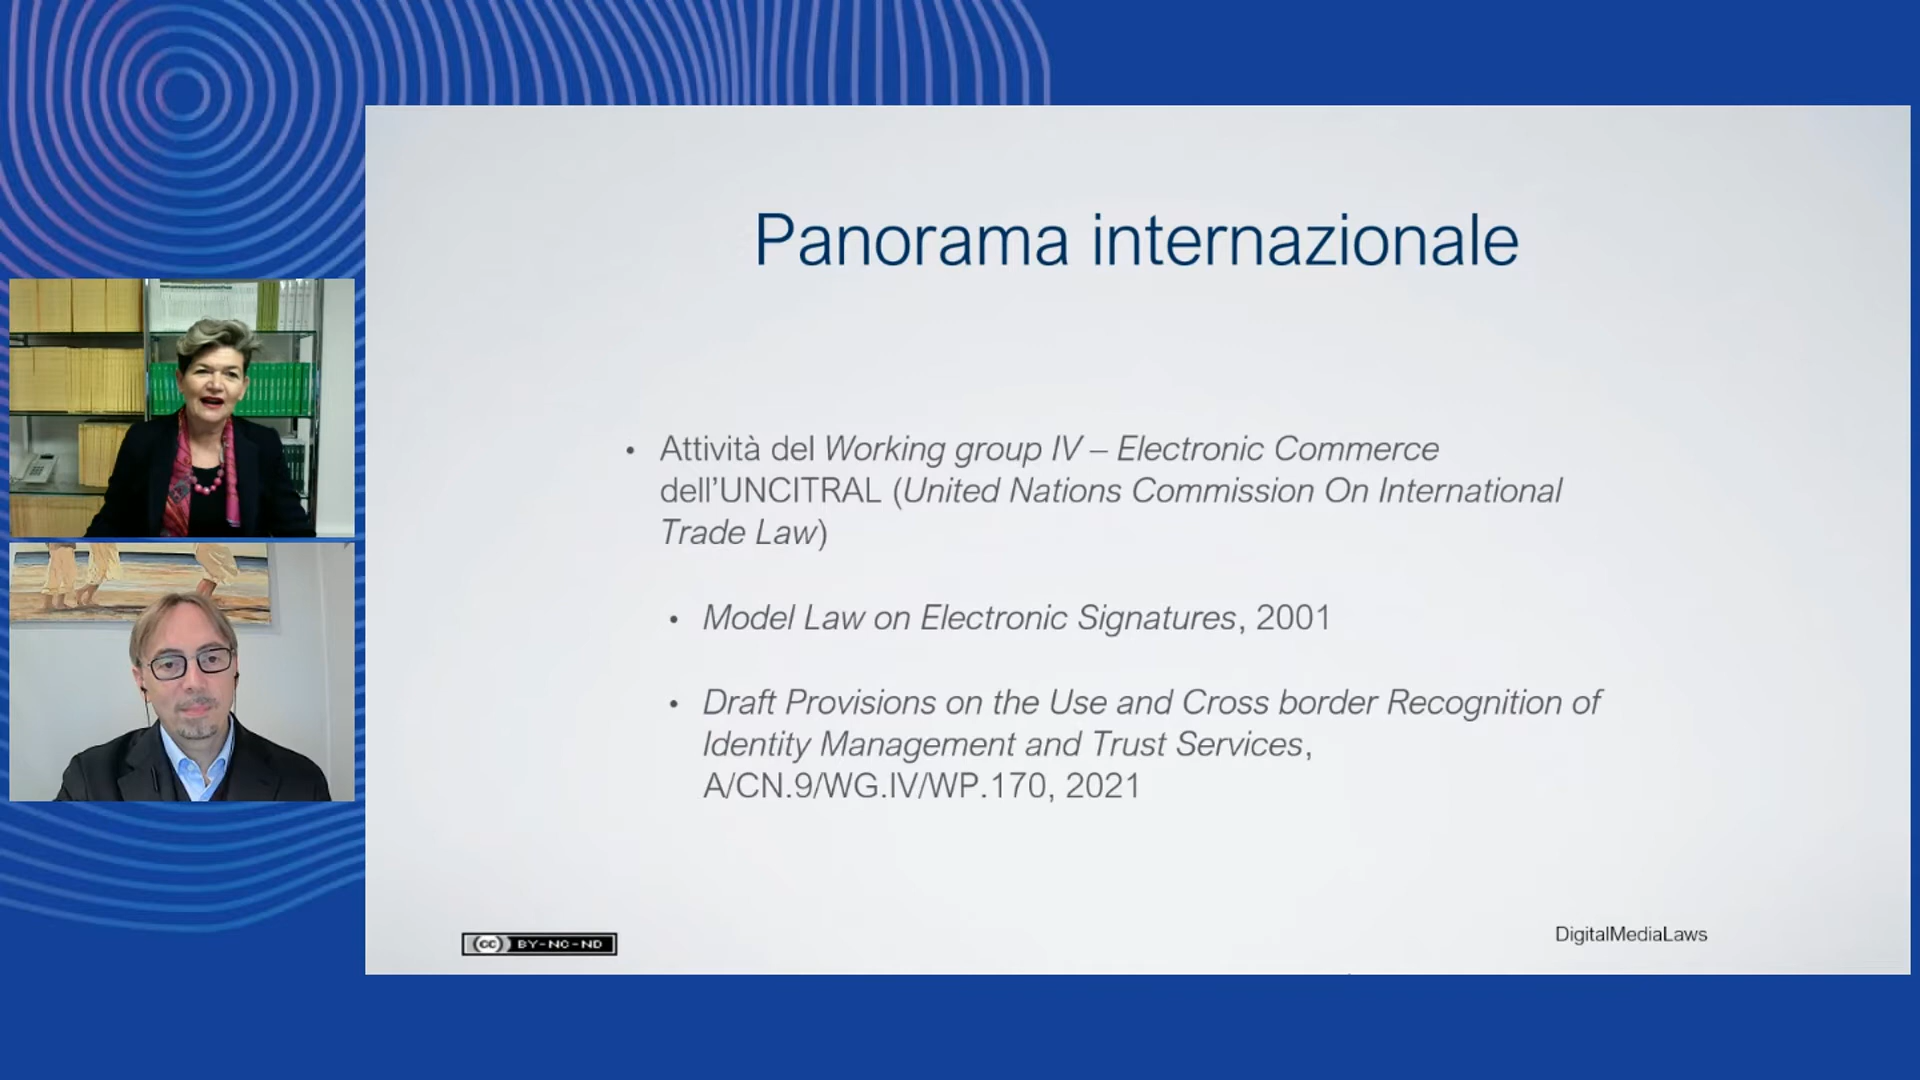 Panorama internazionale
• Attività del Working group IV – Electronic Commerce
dell’UNCITRAL (United Nations Commission On International
Trade Law)
• Model Law on Electronic Signatures, 2001
• Draft Provisions on the Use and Cross border Recognition of
Identity Management and Trust Services,
A/CN.9/WG.IV/WP.170, 2021
cc BY-NC-ND
DigitalMediaLaws